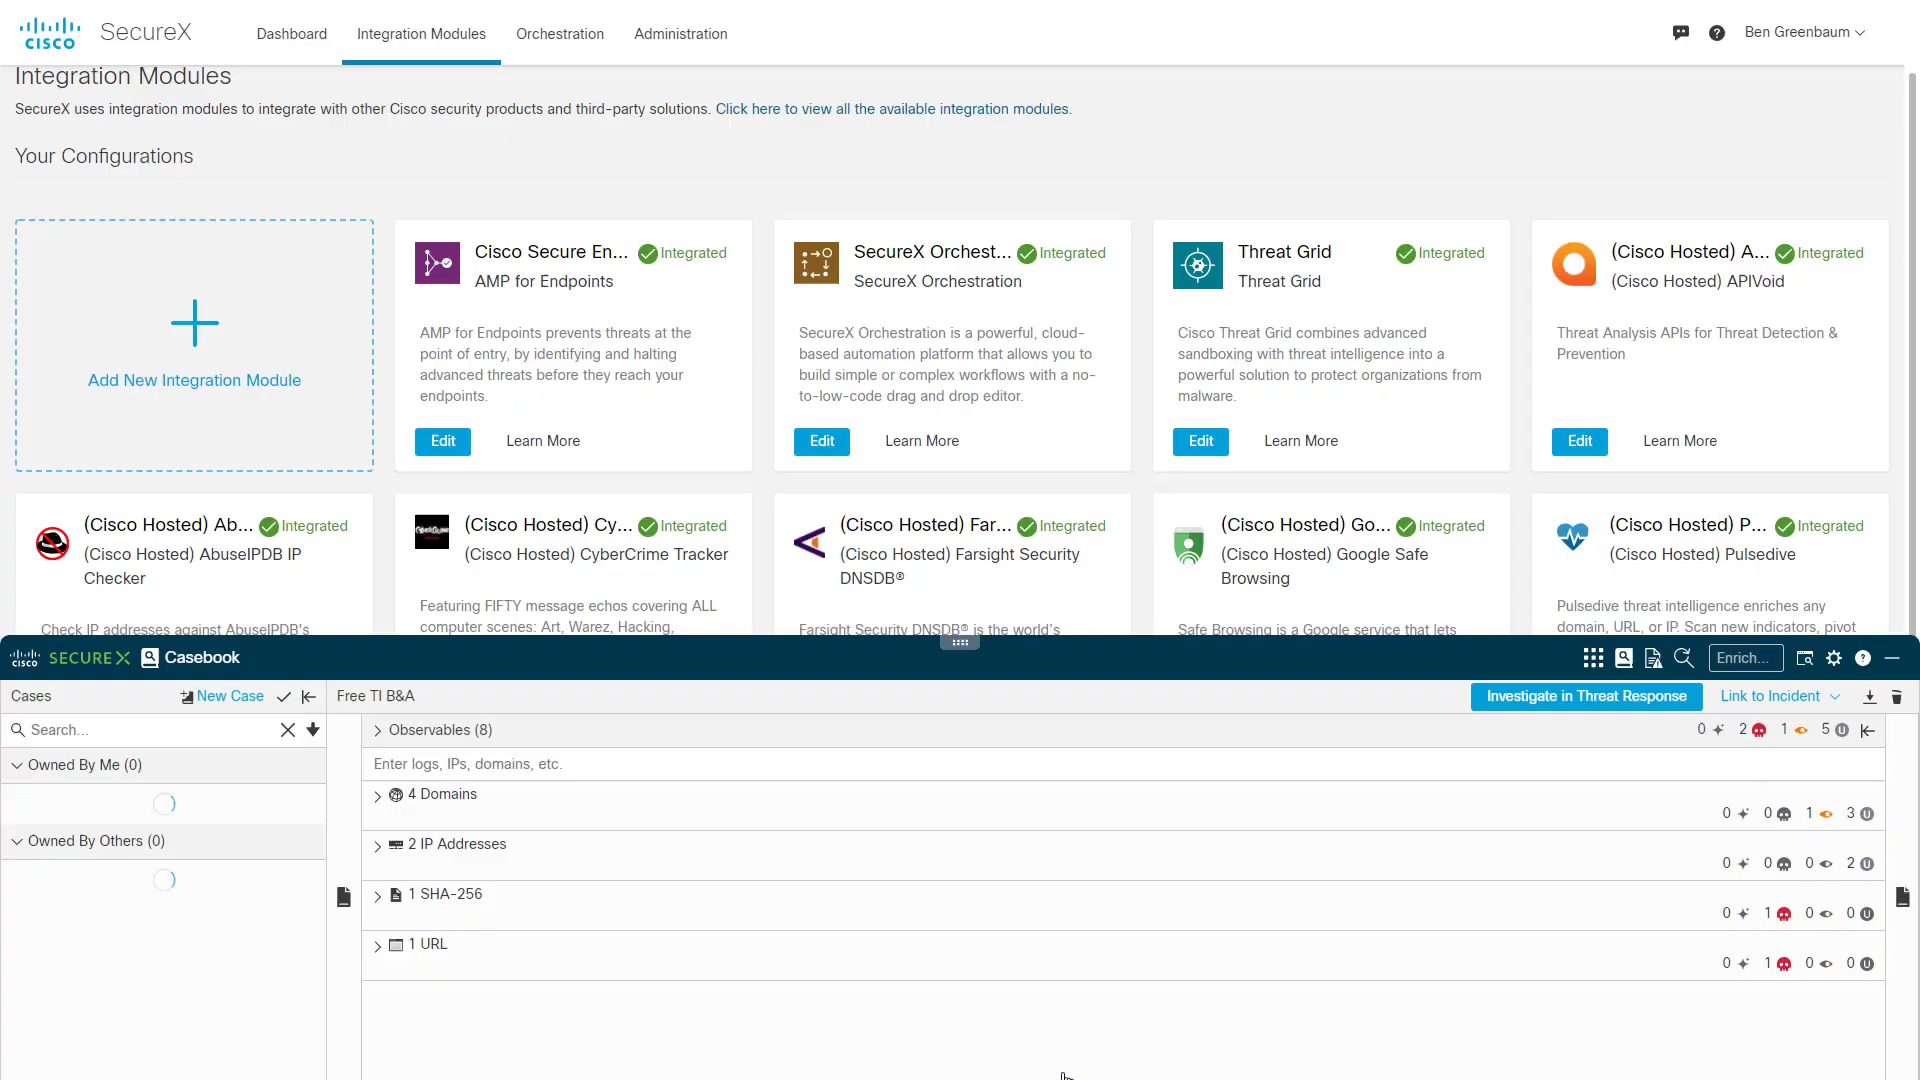 CISCO SecureX Dashboard Integration Modules Orchestration Administration Ben Greenbaum
Integration Modules
SecureX uses integration modules to integrate with other Cisco security products and third-party solutions. Click here to view all the available integration modules.
Your Configurations
Add New Integration Module
Cisco Secure En... Integrated
AMP for Endpoints
AMP for Endpoints prevents threats at the
point of entry, by identifying and halting
advanced threats before they reach your
endpoints.
Edit Learn More
SecureX Orchest... Integrated
SecureX Orchestration
SecureX Orchestration is a powerful, cloud-
based automation platform that allows you to
build simple or complex workflows with a no-
to-low-code drag and drop editor.
Edit Learn More
Threat Grid Integrated
Threat Grid
Cisco Threat Grid combines advanced
sandboxing with threat intelligence into a
powerful solution to protect organizations from
malware.
Edit Learn More
(Cisco Hosted) A... Integrated
(Cisco Hosted) APIVoid
Threat Analysis APIs for Threat Detection &
Prevention
Edit Learn More
(Cisco Hosted) Ab... Integrated
(Cisco Hosted) AbuseIPDB IP
Checker
Check IP addresses against AbuseIPDB's
(Cisco Hosted) Cy... Integrated
(Cisco Hosted) CyberCrime Tracker
Featuring FIFTY message echos covering ALL
computer scenes: Art, Warez, Hacking,
(Cisco Hosted) Far... Integrated
(Cisco Hosted) Farsight Security
DNSDB®
Farsight Security DNSDB® is the world's
(Cisco Hosted) Go... Integrated
(Cisco Hosted) Google Safe
Browsing
Safe Browsing is a Google service that lets
(Cisco Hosted) P... Integrated
(Cisco Hosted) Pulsedive
Pulsedive threat intelligence enriches any
domain, URL, or IP. Scan new indicators, pivot
CISCO SECUREX Casebook Enrich...
Cases New Case
Search...
Owned By Me (0)
Owned By Others (0)
Free TI B&A Investigate in Threat Response Link to Incident
Observables (8) 0 2 1 5 U
Enter logs, IPs, domains, etc.
4 Domains
0 0 1 3 U
2 IP Addresses
0 0 0 2 U
1 SHA-256
0 1 0 0 U
1 URL
0 1 0 0 U